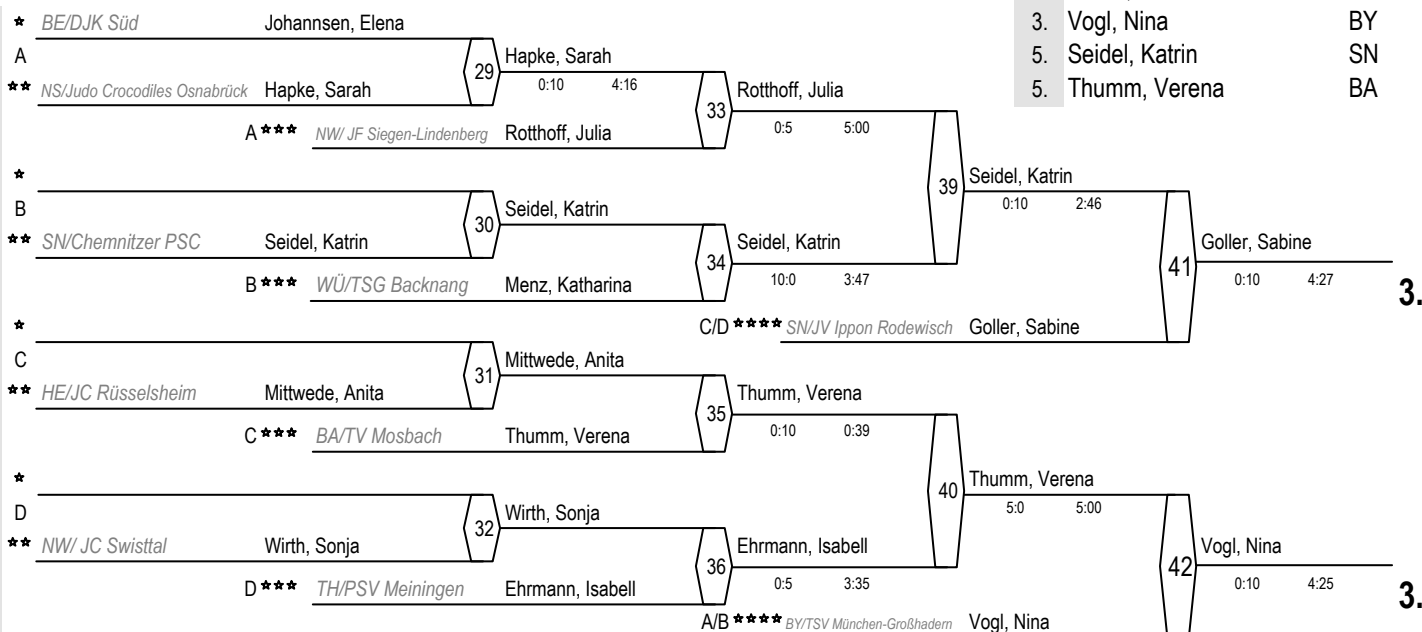 ★ BE/DJK Süd Johannsen, Elena
3. Vogl, Nina BY
A
29 Hapke, Sarah
5. Seidel, Katrin SN
★★ NS/Judo Crocodiles Osnabrück Hapke, Sarah
0:10 4:16
33 Rotthoff, Julia
5. Thumm, Verena BA
A ★★★ NW/ JF Siegen-Lindenberg Rotthoff, Julia
0:5 5:00
★
39 Seidel, Katrin
0:10 2:46
B
30 Seidel, Katrin
★★ SN/Chemnitzer PSC Seidel, Katrin
34 Seidel, Katrin
41 Goller, Sabine
B ★★★ WÜ/TSG Backnang Menz, Katharina
10:0 3:47
0:10 4:27
3.
★
C/D ★★★★ SN/JV Ippon Rodewisch Goller, Sabine
C
31 Mittwede, Anita
★★ HE/JC Rüsselsheim Mittwede, Anita
35 Thumm, Verena
C ★★★ BA/TV Mosbach Thumm, Verena
0:10 0:39
★
40 Thumm, Verena
5:0 5:00
D
32 Wirth, Sonja
★★ NW/ JC Swisttal Wirth, Sonja
36 Ehrmann, Isabell
42 Vogl, Nina
D ★★★ TH/PSV Meiningen Ehrmann, Isabell
0:5 3:35
0:10 4:25
3.
A/B ★★★★ BY/TSV München-Großhadern Vogl, Nina